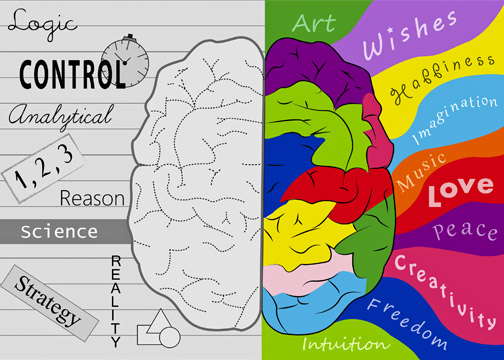 Logic
CONTROL
Analytical
1, 2, 3
Reason
Science
Strategy
REALITY
Art
Wishes
Haffiness
Imagination
Music
Love
Peace
Creativity
Freedom
Intuition